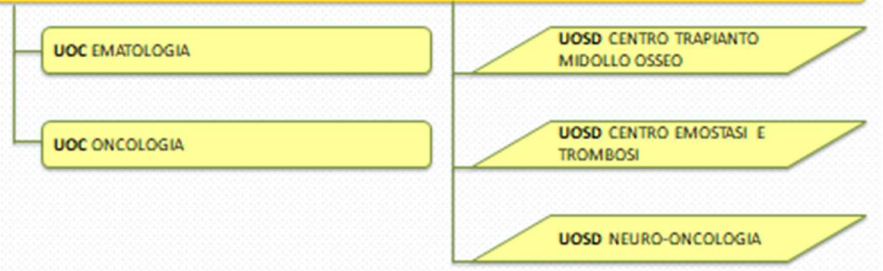 UOC EMATOLOGIA
UOC ONCOLOGIA
UOSD CENTRO TRAPIANTO
MIDOLLO OSSEO
UOSD CENTRO EMOSTASI E
TROMBOSI
UOSD NEURO-ONCOLOGIA